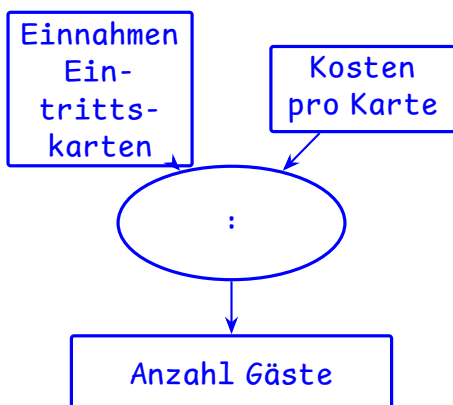 Einnahmen
Ein-
tritts-
karten
Kosten
pro Karte
:
Anzahl Gäste